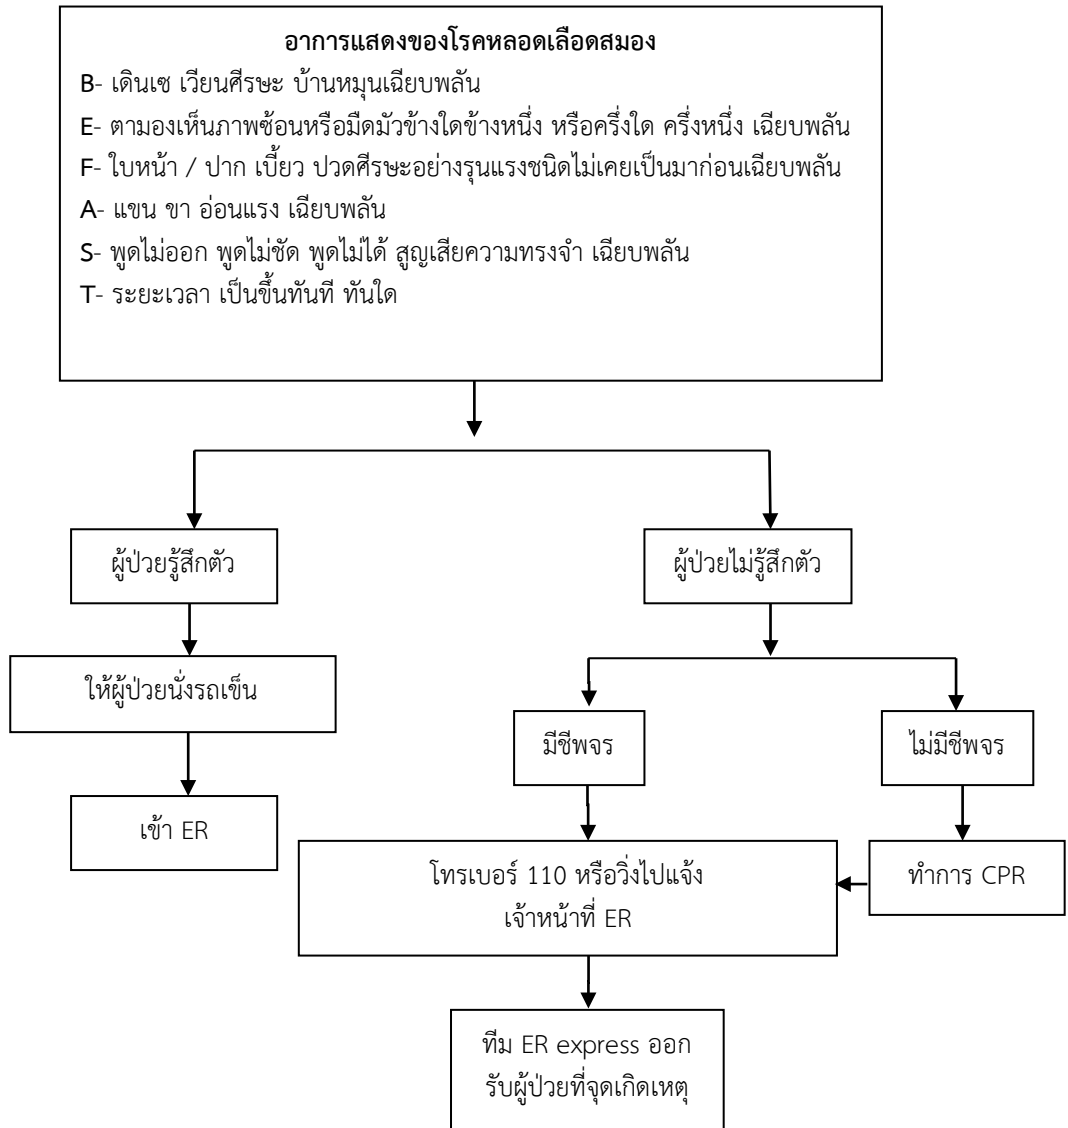 อาการแสดงของโรคหลอดเลือดสมอง
B- เดินเซ เวียนศีรษะ บ้านหมุนเฉียบพลัน
E- ตามองเห็นภาพซ้อนหรือมืดมัวข้างใดข้างหนึ่ง หรือครึ่งใด ครึ่งหนึ่ง เฉียบพลัน
F- ใบหน้า / ปาก เบี้ยว ปวดศีรษะอย่างรุนแรงชนิดไม่เคยเป็นมาก่อนเฉียบพลัน
A- แขน ขา อ่อนแรง เฉียบพลัน
S- พูดไม่ออก พูดไม่ชัด พูดไม่ได้ สูญเสียความทรงจำ เฉียบพลัน
T- ระยะเวลา เป็นขึ้นทันที ทันใด
ผู้ป่วยรู้สึกตัว
ผู้ป่วยไม่รู้สึกตัว
ให้ผู้ป่วยนั่งรถเข็น
มีชีพจร
ไม่มีชีพจร
เข้า ER
โทรเบอร์ 110 หรือวิ่งไปแจ้ง
เจ้าหน้าที่ ER
ทำการ CPR
ทีม ER express ออก
รับผู้ป่วยที่จุดเกิดเหตุ